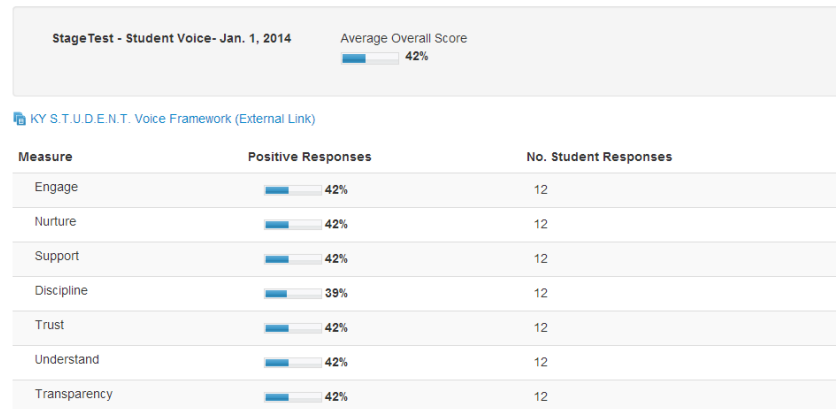 StageTest - Student Voice- Jan. 1, 2014 Average Overall Score
42%
KY S.T.U.D.E.N.T. Voice Framework (External Link)
Measure Positive Responses No. Student Responses
Engage 42% 12
Nurture 42% 12
Support 42% 12
Discipline 39% 12
Trust 42% 12
Understand 42% 12
Transparency 42% 12